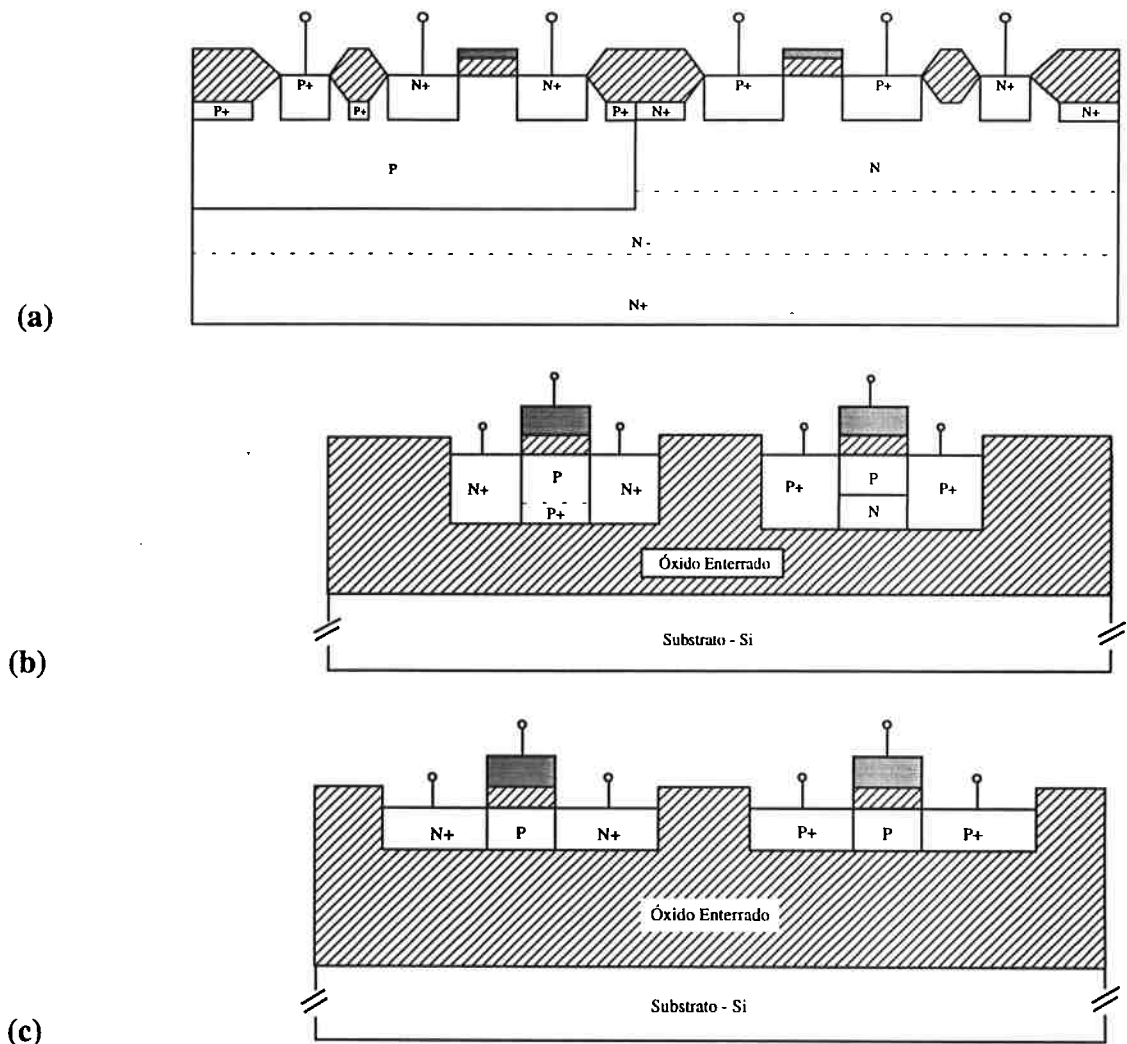 P+ N+ N+ P+ P+ N+
P+ P+ P+ N+ N+
P N
N-
N+
(a)
N+ P N+ P+ P P+
P+ N
Óxido Enterrado
Substrato - Si
(b)
N+ P N+ P+ P P+
Óxido Enterrado
Substrato - Si
(c)